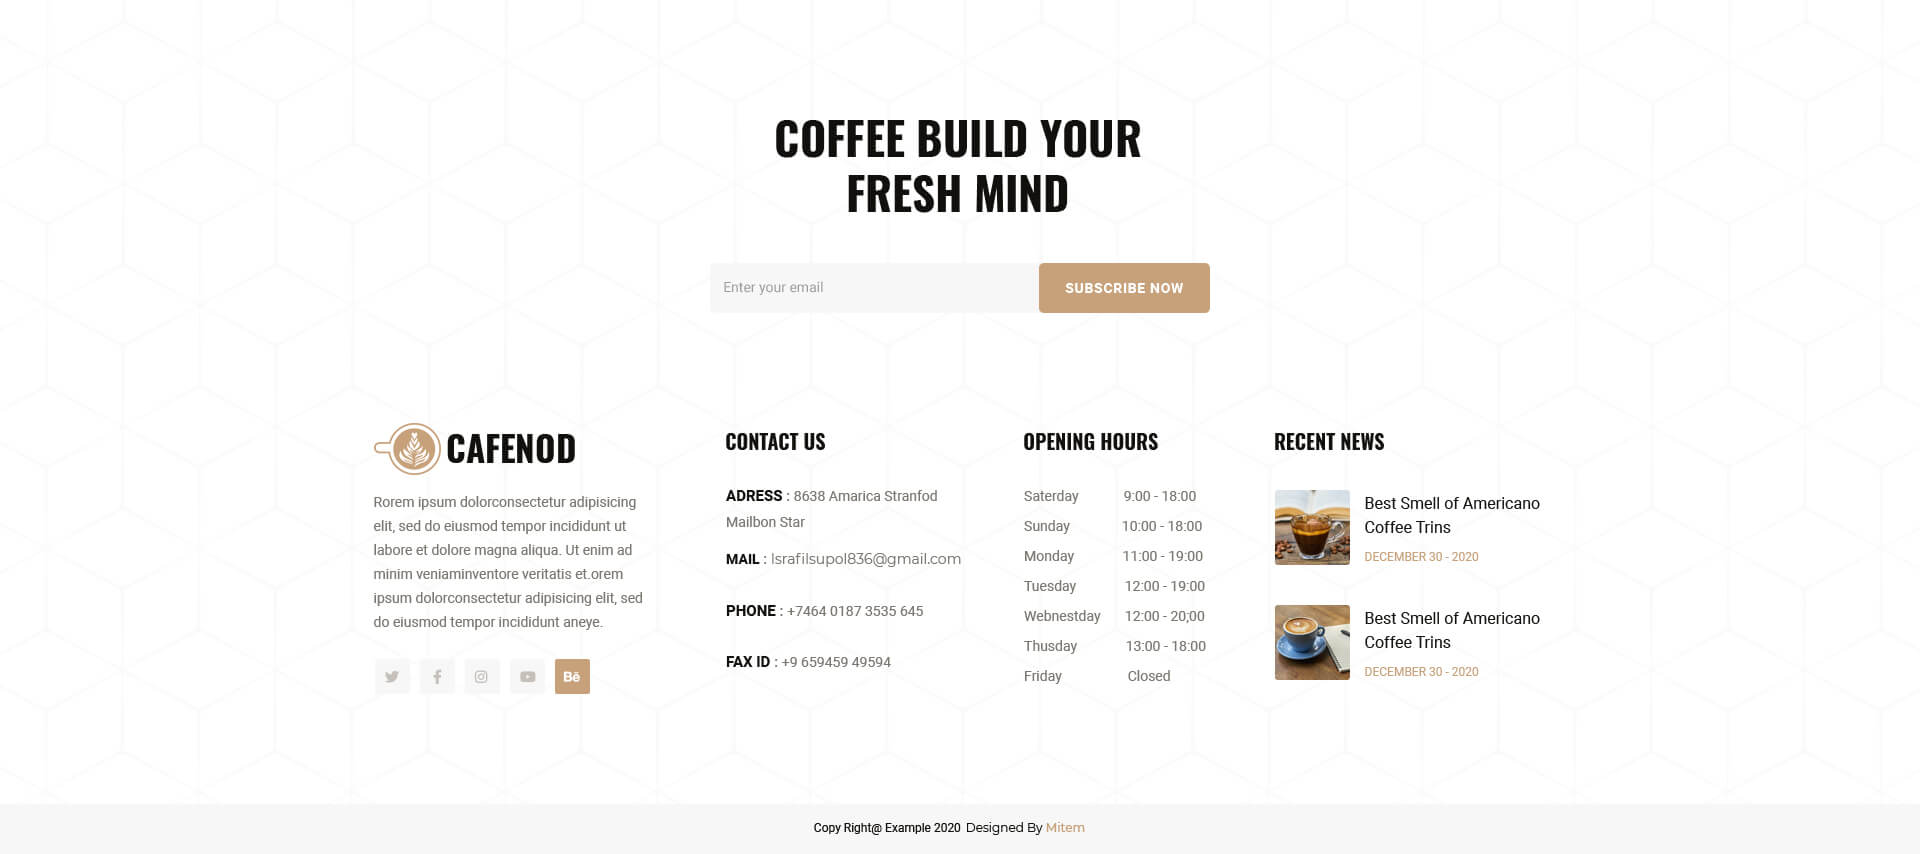 COFFEE BUILD YOUR
FRESH MIND
Enter your email
SUBSCRIBE NOW
CAFENOD
Rorem ipsum dolorconsectetur adipisicing
elit, sed do eiusmod tempor incididunt ut
labore et dolore magna aliqua. Ut enim ad
minim veniaminventore veritatis et.orem
ipsum dolorconsectetur adipisicing elit, sed
do eiusmod tempor incididunt aneye.
Bē
CONTACT US
ADRESS : 8638 Amarica Stranfod
Mailbon Star
MAIL : Israfilsupol836@gmail.com
PHONE : +7464 0187 3535 645
FAX ID : +9 659459 49594
OPENING HOURS
Saterday 9:00 - 18:00
Sunday 10:00 - 18:00
Monday 11:00 - 19:00
Tuesday 12:00 - 19:00
Webnestday 12:00 - 20;00
Thusday 13:00 - 18:00
Friday Closed
RECENT NEWS
Best Smell of Americano
Coffee Trins
DECEMBER 30 - 2020
Best Smell of Americano
Coffee Trins
DECEMBER 30 - 2020
Copy Right@ Example 2020 Designed By Mitem